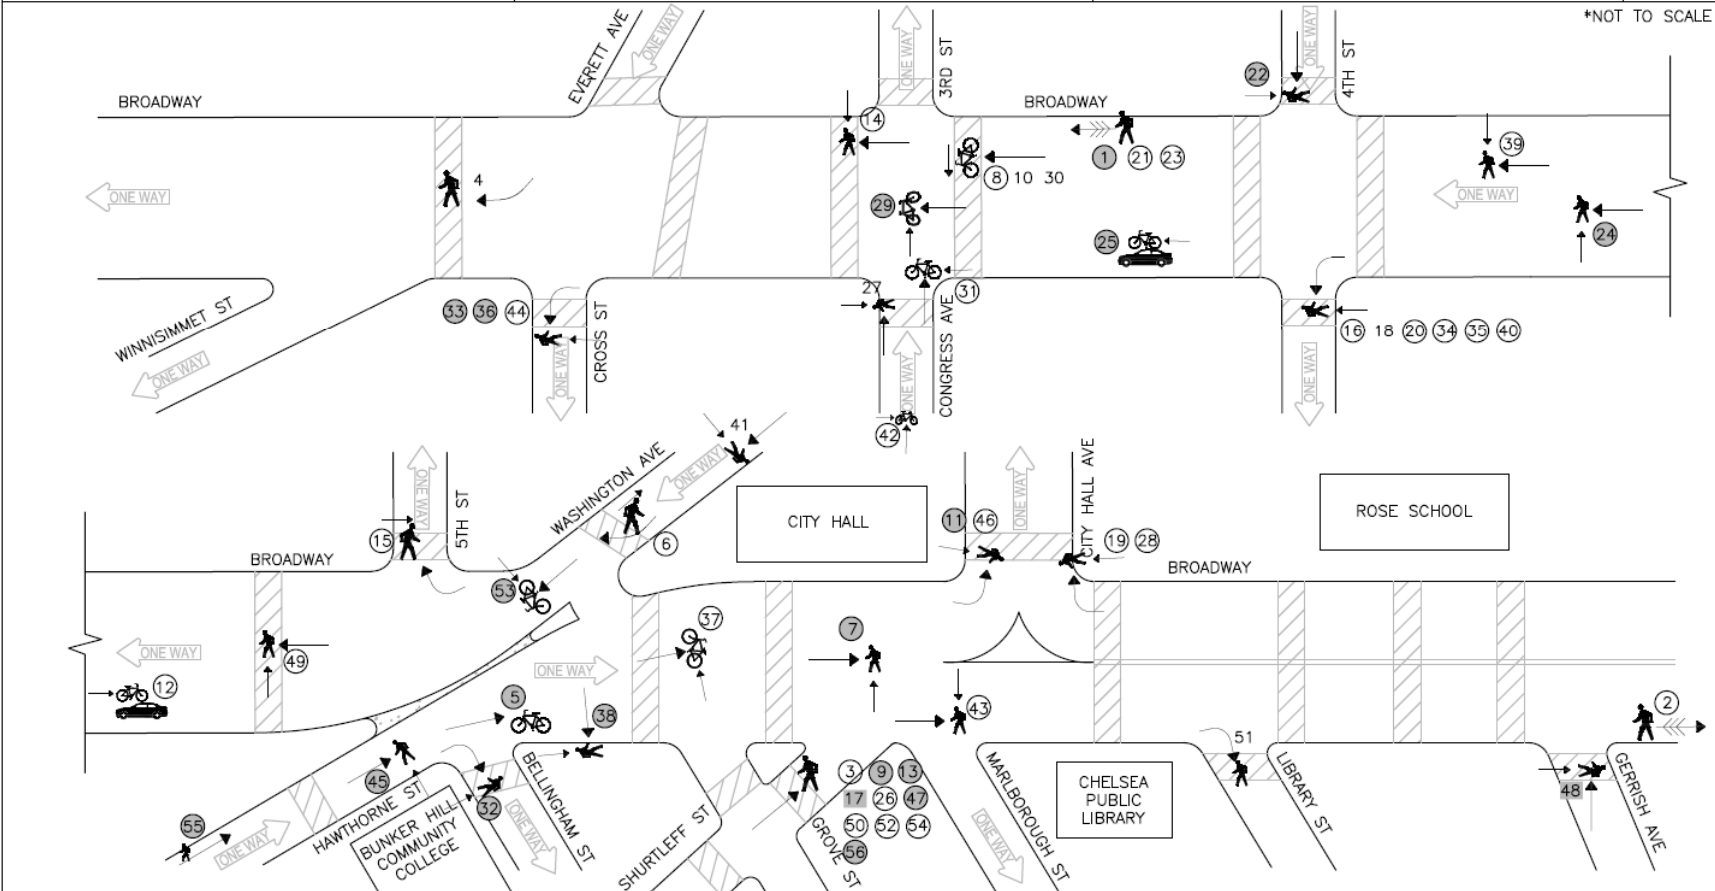 *NOT TO SCALE
EVERETT AVE
ONE WAY
ONE WAY
3RD ST
ONE WAY
4TH ST
22
BROADWAY
BROADWAY
14
1 21 23
39
4
8 10 30
ONE WAY
ONE WAY
29
24
25
27
31
33 36 44
16 18 20 34 35 40
WINNISIMMET ST
ONE WAY
ONE WAY
CROSS ST
ONE WAY
CONGRESS AVE
ONE WAY
42
41
ONE WAY
5TH ST
WASHINGTON AVE
ONE WAY
CITY HALL
ONE WAY
CITY HALL AVE
ROSE SCHOOL
11 46
15
6
19 28
BROADWAY
BROADWAY
53
37
7
ONE WAY
49
ONE WAY
12
5
38
43
2
51
45
32
BELLINGHAM ST
3 9 13
17 26 47
50 52 54
56
MARLBOROUGH ST
CHELSEA
PUBLIC
LIBRARY
LIBRARY ST
48
GERRISH AVE
55
ONE WAY
HAWTHORNE ST
BUNKER HILL
COMMUNITY
COLLEGE
ONE WAY
SHURTLEFF ST
GROVE ST
ONE WAY